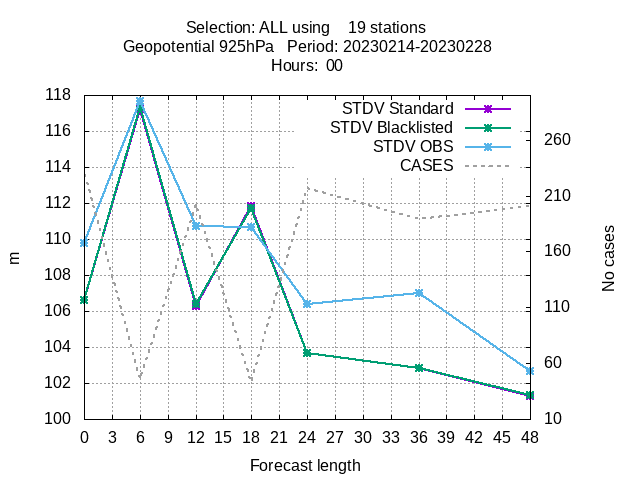 Selection: ALL using    19 stations
Geopotential 925hPa   Period: 20230214-20230228
Hours:  00
STDV Standard
STDV Blacklisted
STDV OBS
CASES
118
116
114
112
110
108
106
104
102
100
m
260
210
160
110
60
10
No cases
0 3 6 9 12 15 18 21 24 27 30 33 36 39 42 45 48
Forecast length